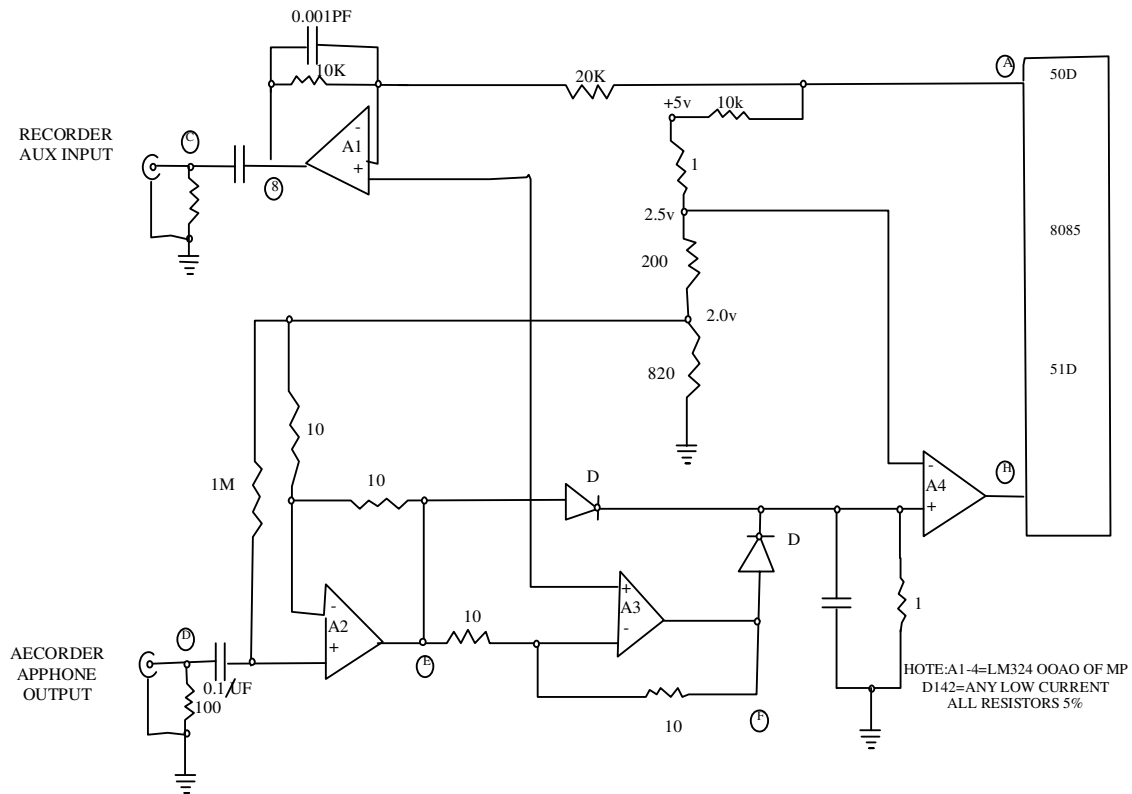 0.001PF
10K
A
50D
20K
+5v
10k
RECORDER
AUX INPUT
C
-
A1
+
1
8
2.5v
8085
200
2.0v
820
51D
10
D
1M
10
H
-
A4
+
D
-
A2
+
10
+
A3
-
1
D
E
AECORDER
APPHONE
OUTPUT
0.1/UF
100
10
F
HOTE:A1-4=LM324 OOAO OF MP
D142=ANY LOW CURRENT
ALL RESISTORS 5%